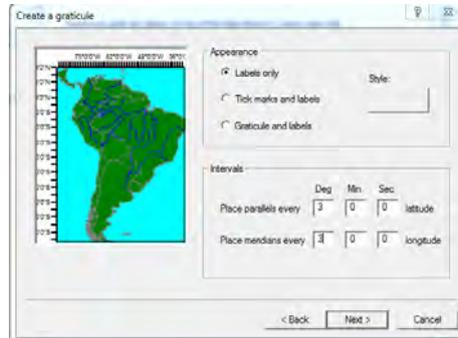 Create a graticule
Appearance
Labels only
Style:
Tick marks and labels
Graticule and labels
Intervals
Deg Min Sec
Place parallels every 3 0 0 latitude
Place meridians every 3 0 0 longitude
< Back Next > Cancel